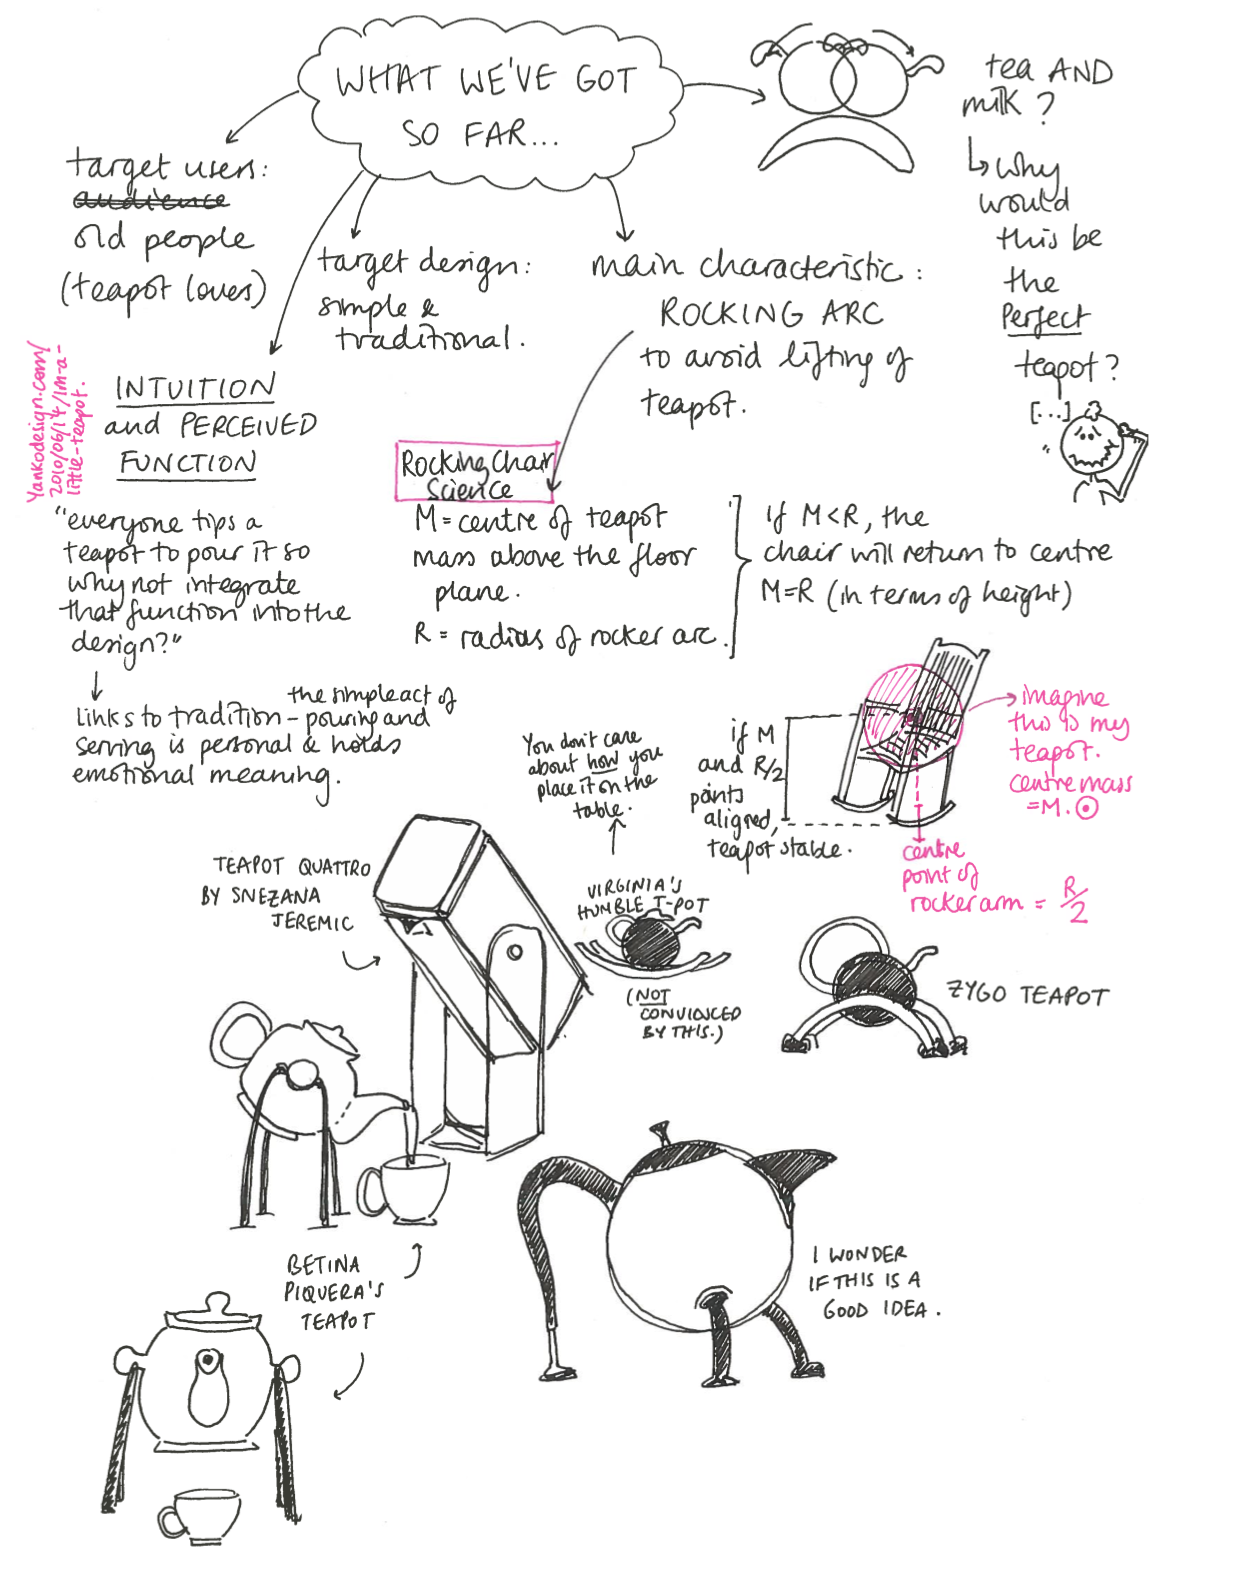 WHAT WE'VE GOT
SO FAR...
target users:
audience
old people
(teapot lovers)
target design:
simple &
traditional.
main characteristic:
ROCKING ARC
to avoid lifting of
teapot.
tea AND
milk?
↳ why
would
this be
the
perfect
teapot?
[...]
Yankodesign.com/
2010/06/14/im-a-
little-teapot.
INTUITION
and PERCEIVED
FUNCTION
"everyone tips a
teapot to pour it so
why not integrate
that function into the
design?"
↓
Links to tradition - the simple act of
pouring and
serving is personal & holds
emotional meaning.
Rocking Chair
Science
M = centre of teapot
mass above the floor
plane.
R = radius of rocker arc.
if M<R, the
chair will return to centre
M=R (in terms of height)
if M
and R/2
points
aligned,
teapot stable.
imagine
this is my
teapot.
centre mass
=M.⊙
centre
point of
rocker arm = R/2
You don't care
about how you
place it on the
table.
VIRGINIA'S
HUMBLE T-POT
(NOT
CONVINCED
BY THIS.)
TEAPOT QUATTRO
BY SNEZANA
JEREMIC
ZYGO TEAPOT
BETINA
PIQUERA'S
TEAPOT
I WONDER
IF THIS IS A
GOOD IDEA.